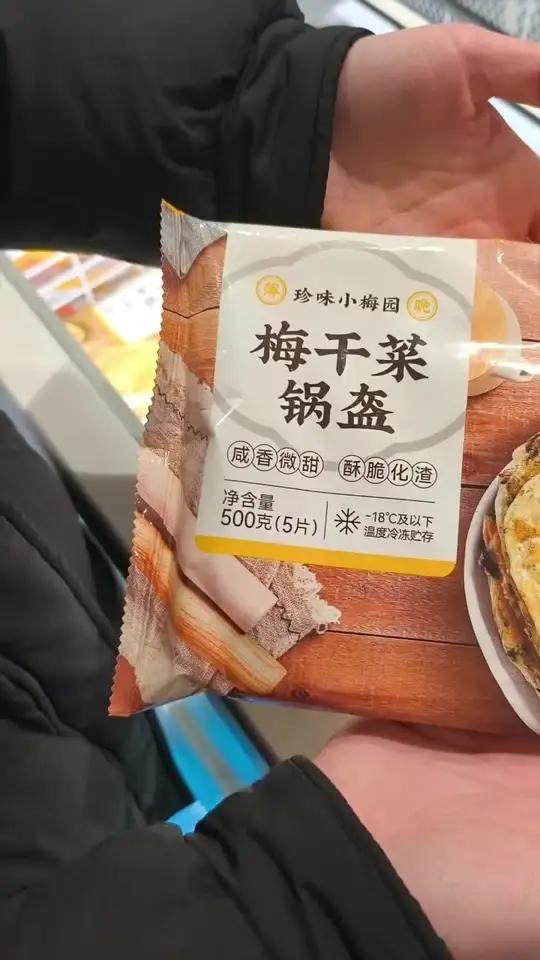 薄 珍味小梅园 脆
梅干菜
锅盔
咸香微甜 酥脆化渣
净含量
500克(5片)
-18℃及以下
温度冷冻贮存